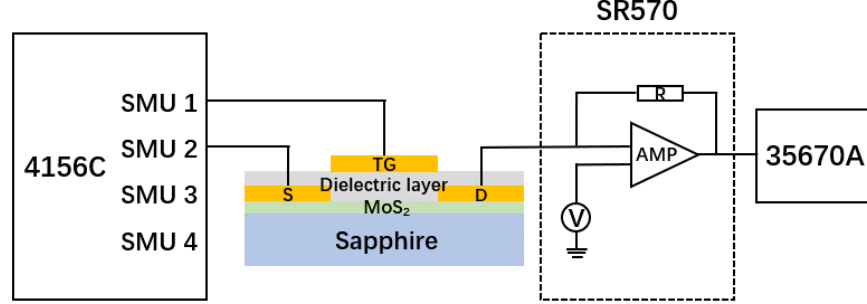 SR570
SMU 1
SMU 2
SMU 3
SMU 4
4156C
TG
Dielectric layer
S
D
MoS₂
Sapphire
R
AMP
V
35670A